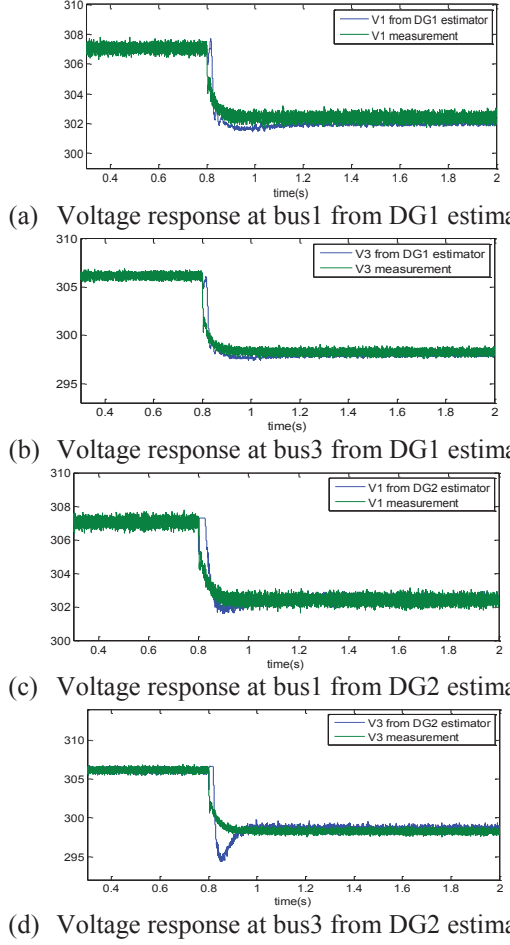 310
308
306
304
302
300
V1 from DG1 estimator
V1 measurement
0.4 0.6 0.8 1 1.2 1.4 1.6 1.8 2
time(s)
(a) Voltage response at bus1 from DG1 estima
310
305
300
295
V3 from DG1 estimator
V3 measurement
0.4 0.6 0.8 1 1.2 1.4 1.6 1.8 2
time(s)
(b) Voltage response at bus3 from DG1 estima
310
308
306
304
302
300
V1 from DG2 estimator
V1 measurement
0.4 0.6 0.8 1 1.2 1.4 1.6 1.8 2
time(s)
(c) Voltage response at bus1 from DG2 estima
310
305
300
295
V3 from DG2 estimator
V3 measurement
0.4 0.6 0.8 1 1.2 1.4 1.6 1.8 2
time(s)
(d) Voltage response at bus3 from DG2 estima